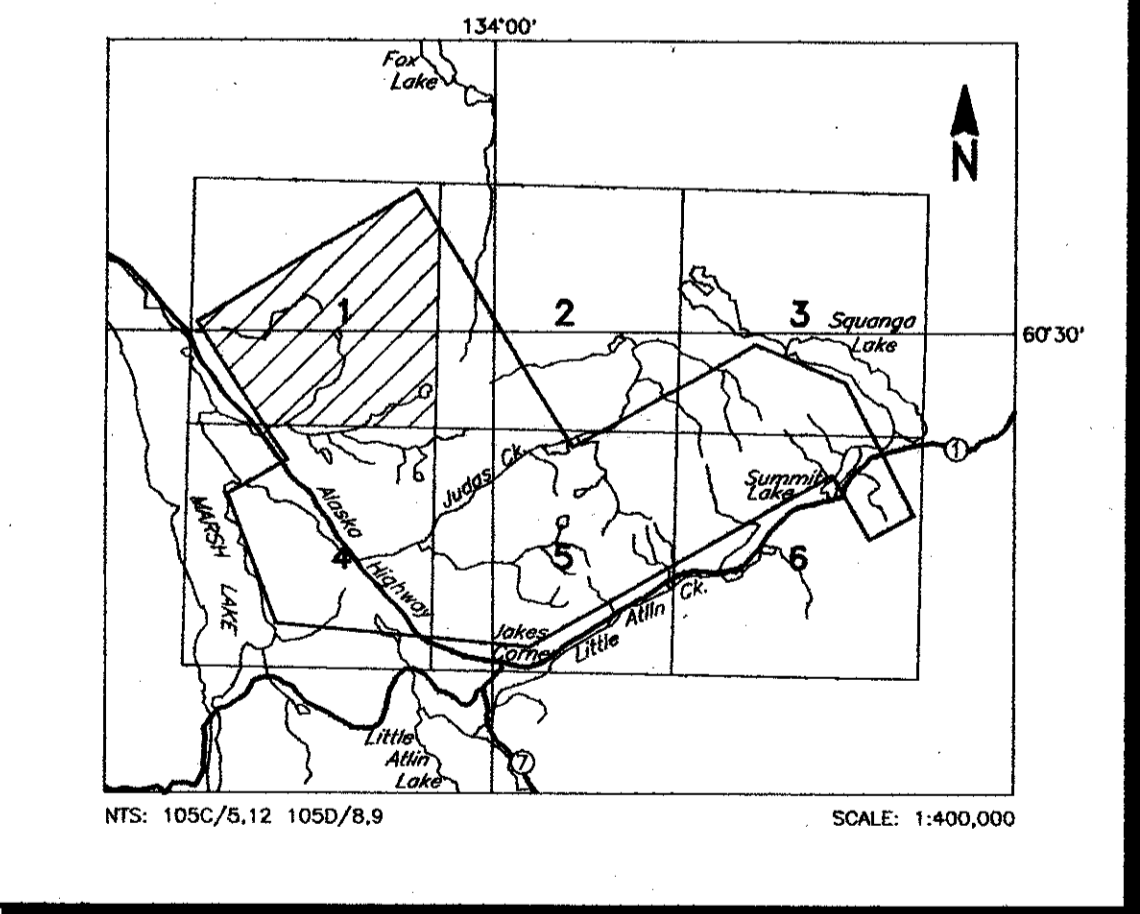 134°00'
Fox
Lake
N
1
2
3
Squanga
Lake
60°30'
Judas Ck.
1
Summit
Lake
Alaska
Highway
MARSH
LAKE
4
5
6
Jakes
Corner
Little Atlin Ck.
Little
Atlin
Lake
7
NTS: 105C/5,12 105D/8,9
SCALE: 1:400,000